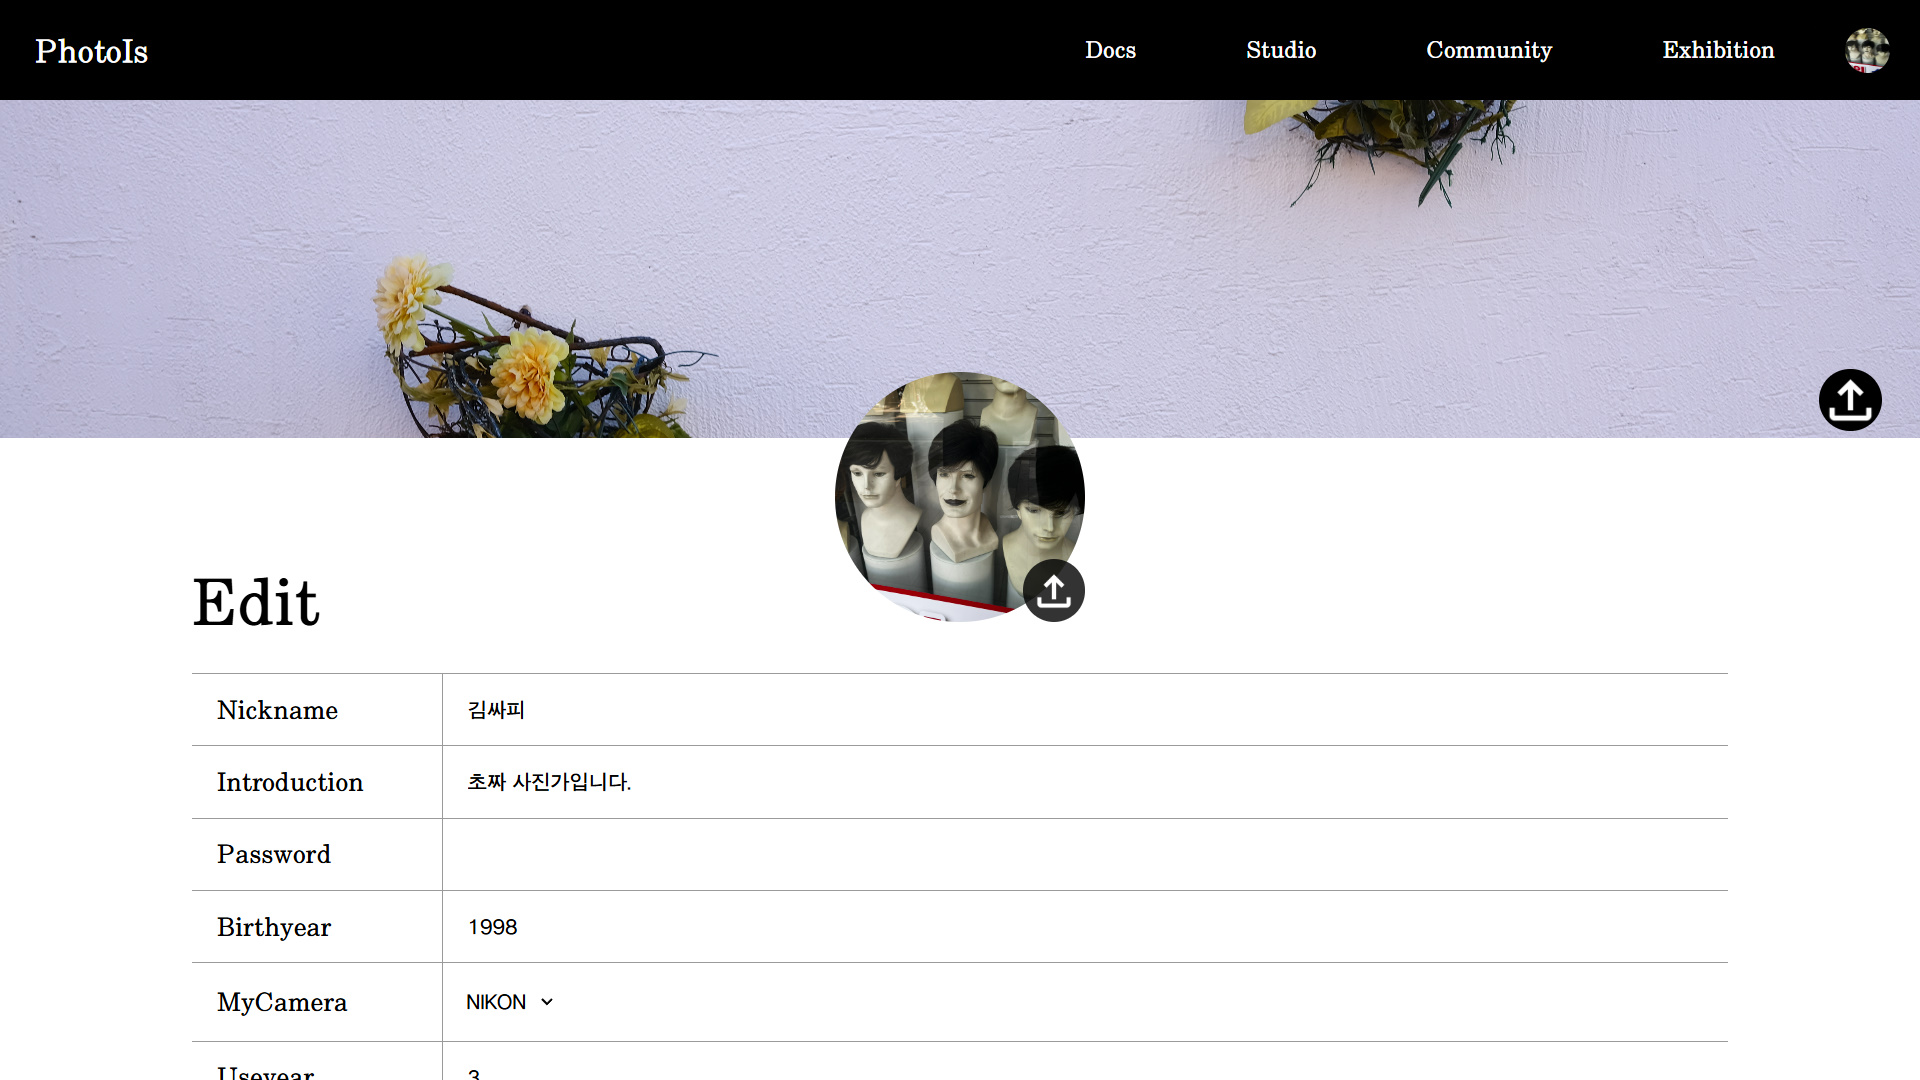 PhotoIs
Docs
Studio
Community
Exhibition
Edit
Nickname
김싸피
Introduction
초짜 사진가입니다.
Password
Birthyear
1998
MyCamera
NIKON
Useyear
3